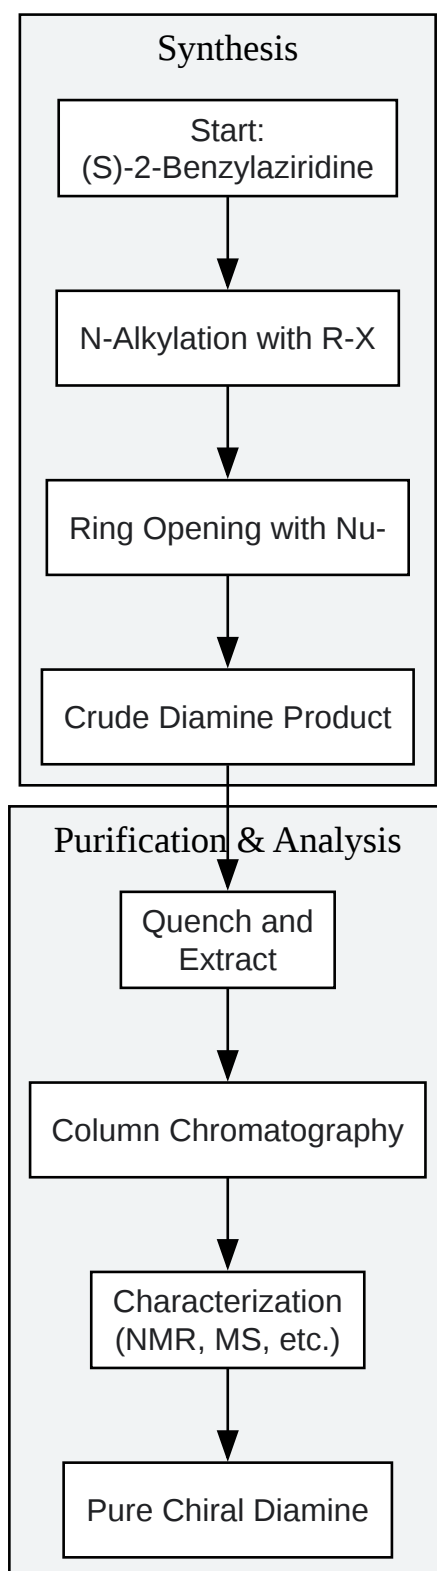 Synthesis
Start:
(S)-2-Benzylaziridine
N-Alkylation with R-X
Ring Opening with Nu-
Crude Diamine Product
Purification & Analysis
Quench and
Extract
Column Chromatography
Characterization
(NMR, MS, etc.)
Pure Chiral Diamine